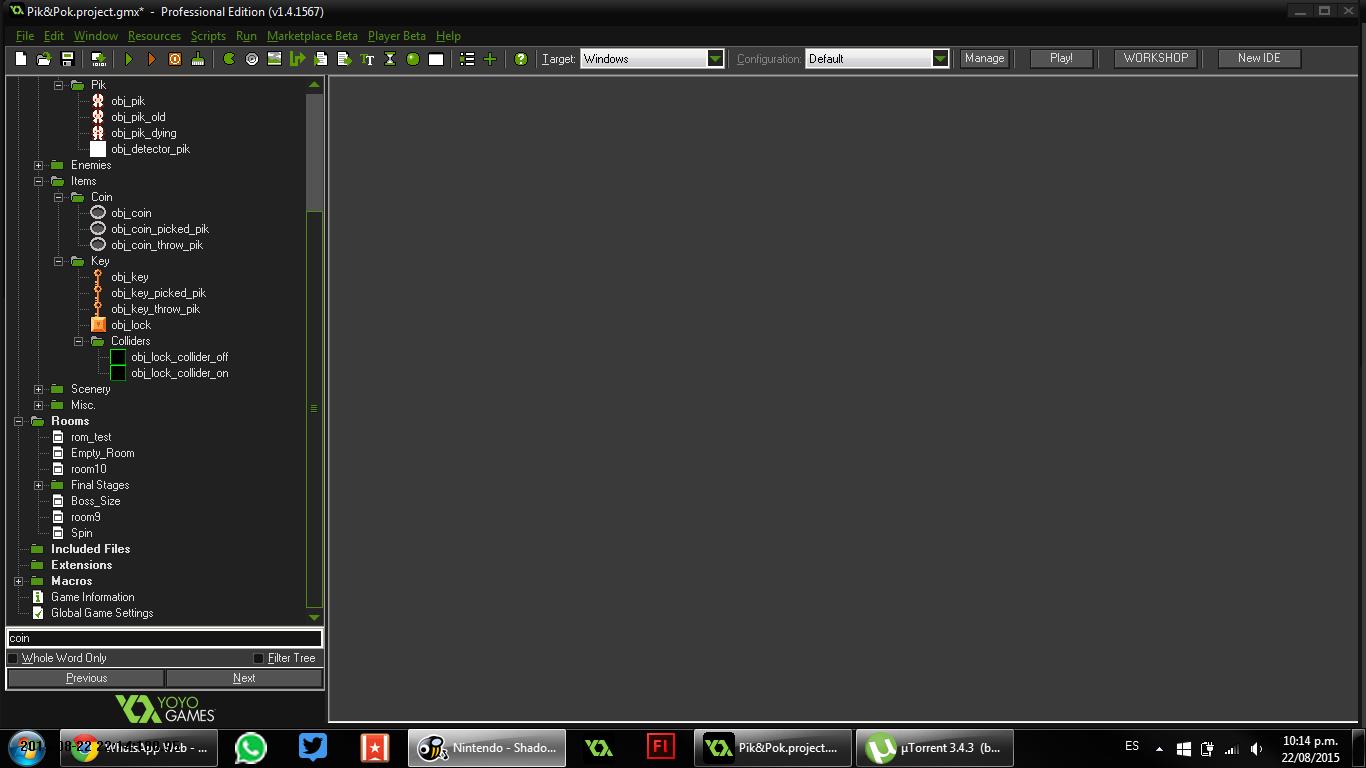 Pik&Pok.project.gmx* - Professional Edition (v1.4.1567)
File Edit Window Resources Scripts Run Marketplace Beta Player Beta Help
Target: Windows Configuration: Default Manage Play! WORKSHOP New IDE
Pik
obj_pik
obj_pik_old
obj_pik_dying
obj_detector_pik
Enemies
Items
Coin
obj_coin
obj_coin_picked_pik
obj_coin_throw_pik
Key
obj_key
obj_key_picked_pik
obj_key_throw_pik
obj_lock
Colliders
obj_lock_collider_off
obj_lock_collider_on
Scenery
Misc.
Rooms
rom_test
Empty_Room
room10
Final Stages
Boss_Size
room9
Spin
Included Files
Extensions
Macros
Game Information
Global Game Settings
coin
Whole Word Only Filter Tree
Previous Next
YOYO
GAMES
WhatsApp Web - ... Nintendo - Shado... Fl Pik&Pok.project.... µTorrent 3.4.3 (b... ES 10:14 p.m.
22/08/2015